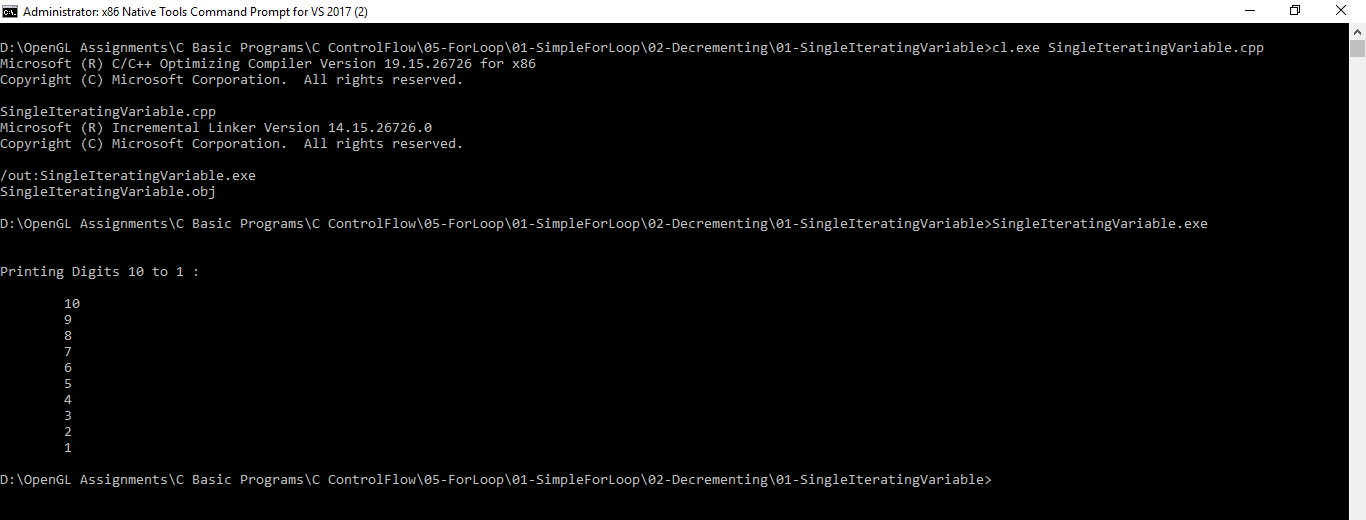 Administrator: x86 Native Tools Command Prompt for VS 2017 (2)
D:\OpenGL Assignments\C Basic Programs\C ControlFlow\05-ForLoop\01-SimpleForLoop\02-Decrementing\01-SingleIteratingVariable>cl.exe SingleIteratingVariable.cpp
Microsoft (R) C/C++ Optimizing Compiler Version 19.15.26726 for x86
Copyright (C) Microsoft Corporation.  All rights reserved.
SingleIteratingVariable.cpp
Microsoft (R) Incremental Linker Version 14.15.26726.0
Copyright (C) Microsoft Corporation.  All rights reserved.
/out:SingleIteratingVariable.exe
SingleIteratingVariable.obj
D:\OpenGL Assignments\C Basic Programs\C ControlFlow\05-ForLoop\01-SimpleForLoop\02-Decrementing\01-SingleIteratingVariable>SingleIteratingVariable.exe
Printing Digits 10 to 1 :
10
9
8
7
6
5
4
3
2
1
D:\OpenGL Assignments\C Basic Programs\C ControlFlow\05-ForLoop\01-SimpleForLoop\02-Decrementing\01-SingleIteratingVariable>